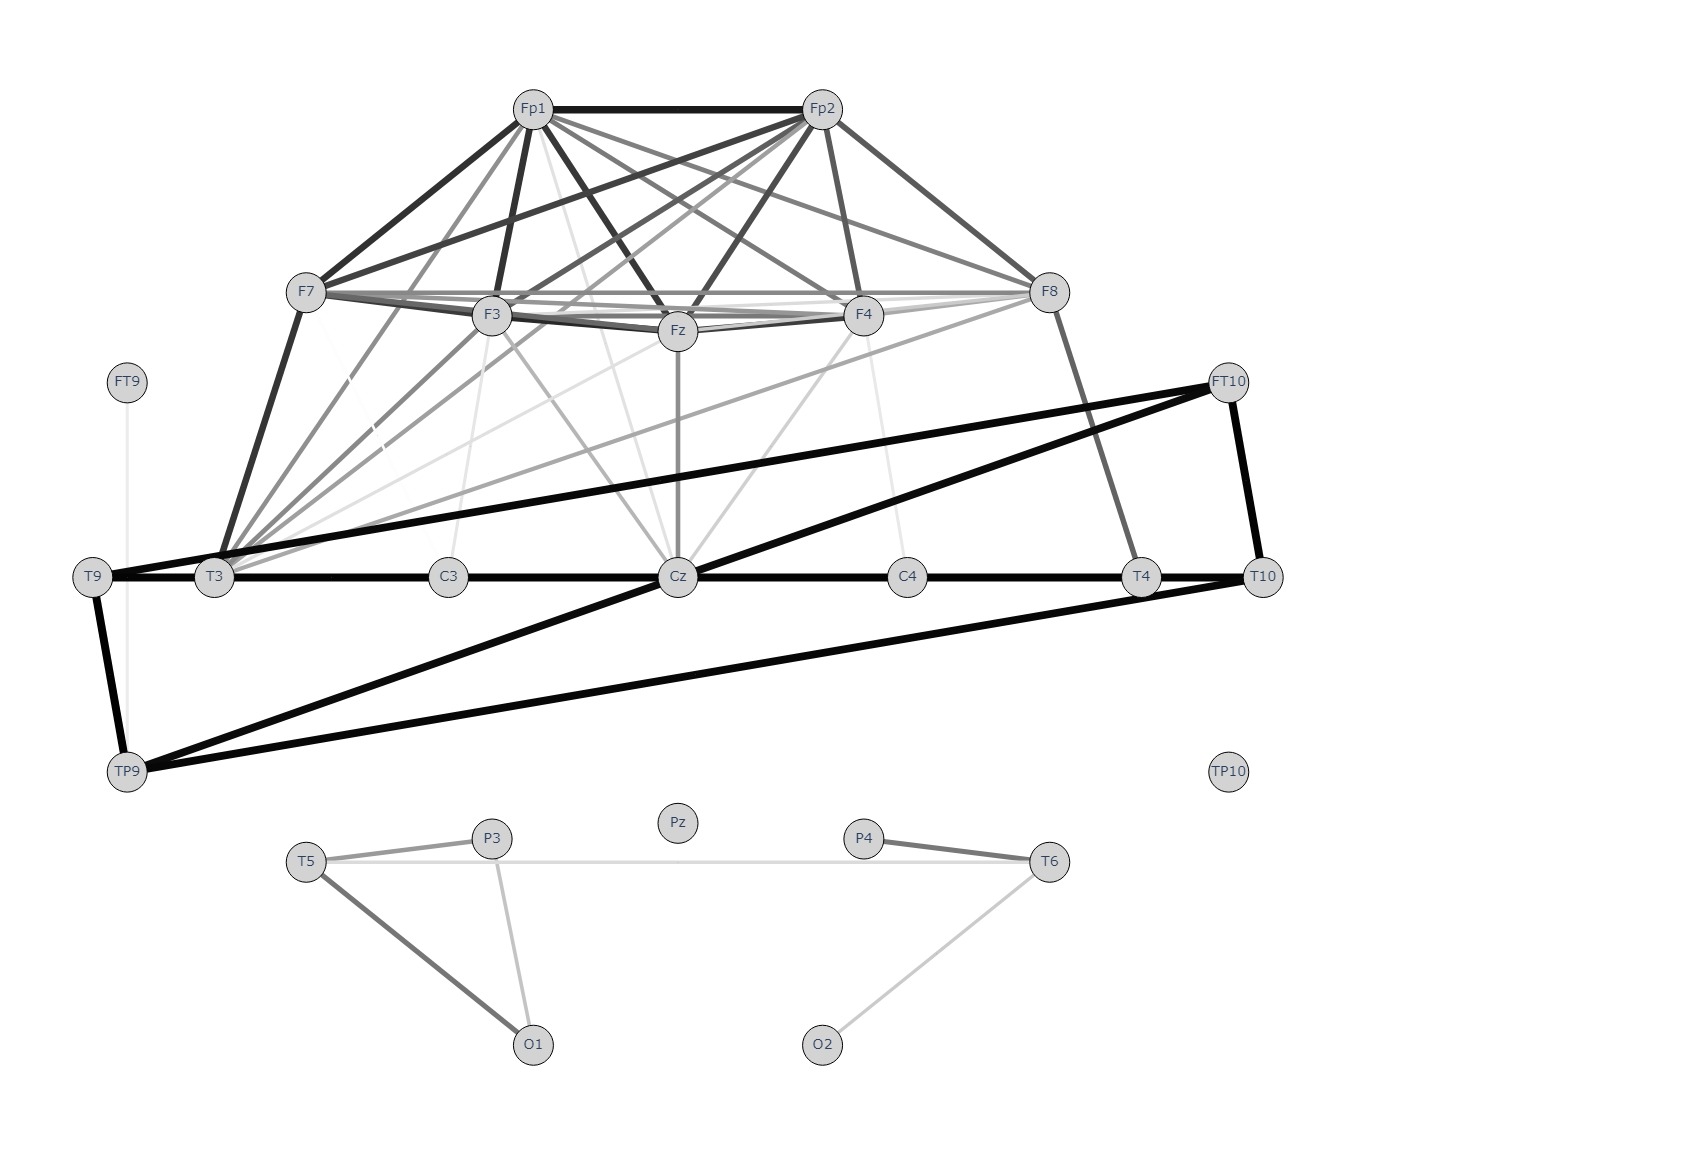 Fp1 Fp2
F7 F3 Fz F4 F8
FT9 FT10
T9 T3 C3 Cz C4 T4 T10
TP9 TP10
T5 P3 Pz P4 T6
O1 O2